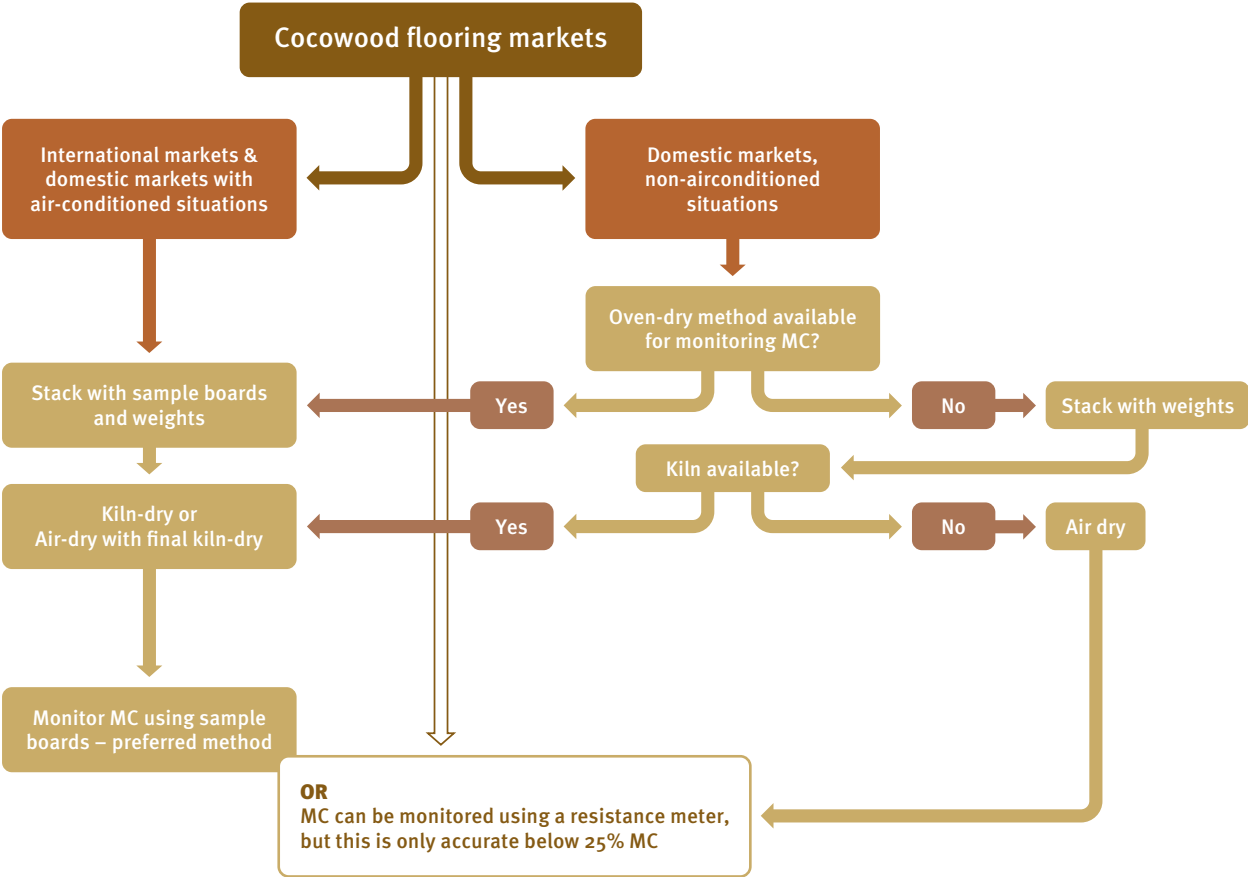 Cocowood flooring markets
International markets &
domestic markets with
air-conditioned situations
Domestic markets,
non-airconditioned
situations
Oven-dry method available
for monitoring MC?
Stack with sample boards
and weights
Yes
No
Stack with weights
Kiln available?
Kiln-dry or
Air-dry with final kiln-dry
Yes
No
Air dry
Monitor MC using sample
boards – preferred method
OR
MC can be monitored using a resistance meter,
but this is only accurate below 25% MC